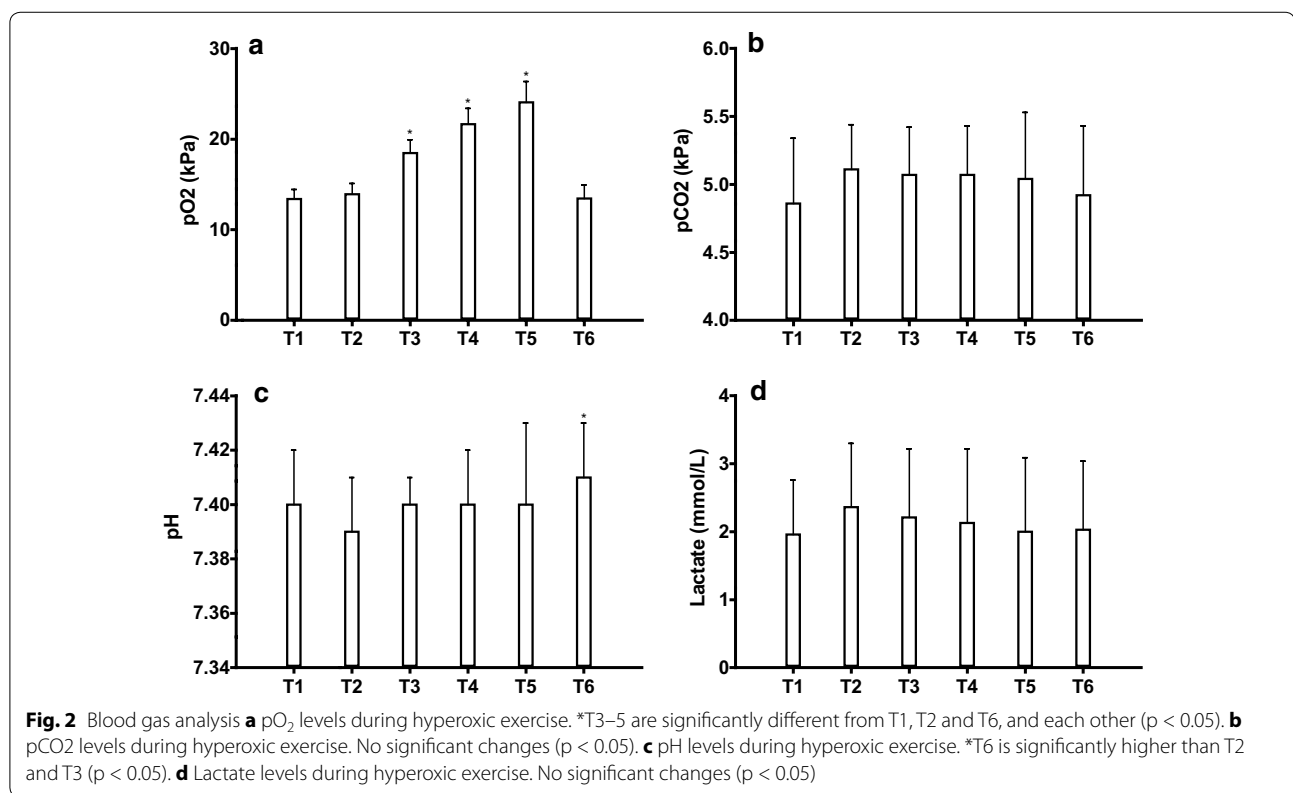 a
30
20
10
0
pO2 (kPa)
*
*
*
T1 T2 T3 T4 T5 T6
b
6.0
5.5
5.0
4.5
4.0
pCO2 (kPa)
T1 T2 T3 T4 T5 T6
c
7.44
7.42
7.40
7.38
7.36
7.34
pH
*
T1 T2 T3 T4 T5 T6
d
4
3
2
1
0
Lactate (mmol/L)
T1 T2 T3 T4 T5 T6
Fig. 2 Blood gas analysis a pO₂ levels during hyperoxic exercise. *T3–5 are significantly different from T1, T2 and T6, and each other (p < 0.05). b
pCO2 levels during hyperoxic exercise. No significant changes (p < 0.05). c pH levels during hyperoxic exercise. *T6 is significantly higher than T2
and T3 (p < 0.05). d Lactate levels during hyperoxic exercise. No significant changes (p < 0.05)